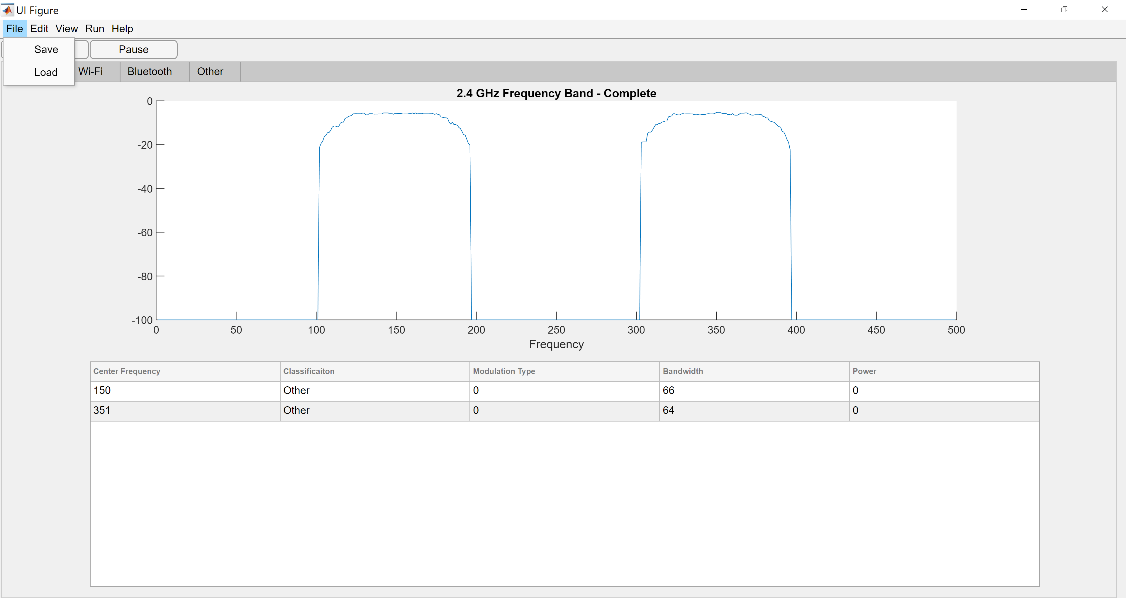 UI Figure
File Edit View Run Help
Save
Pause
Load
Wi-Fi Bluetooth Other
2.4 GHz Frequency Band - Complete
0
-20
-40
-60
-80
-100
0 50 100 150 200 250 300 350 400 450 500
Frequency
Center Frequency Classificaiton Modulation Type Bandwidth Power
150 Other 0 66 0
351 Other 0 64 0